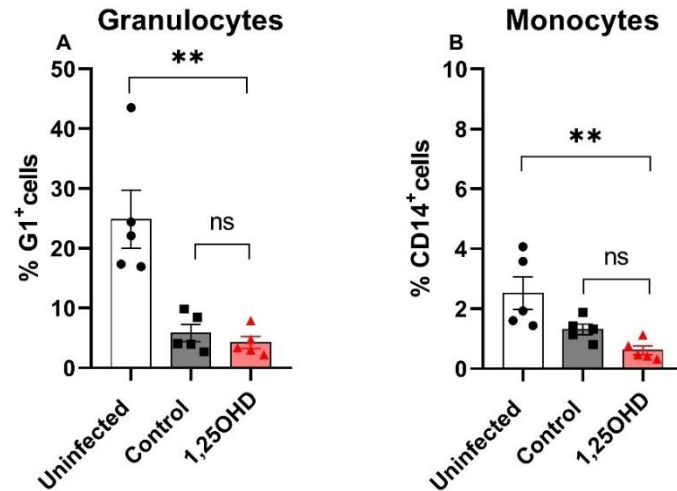 A
Granulocytes
% G1+cells
50
40
30
20
10
0
**
ns
Uninfected
Control
1,25OHD
B
Monocytes
% CD14+cells
10
8
6
4
2
0
**
ns
Uninfected
Control
1,25OHD